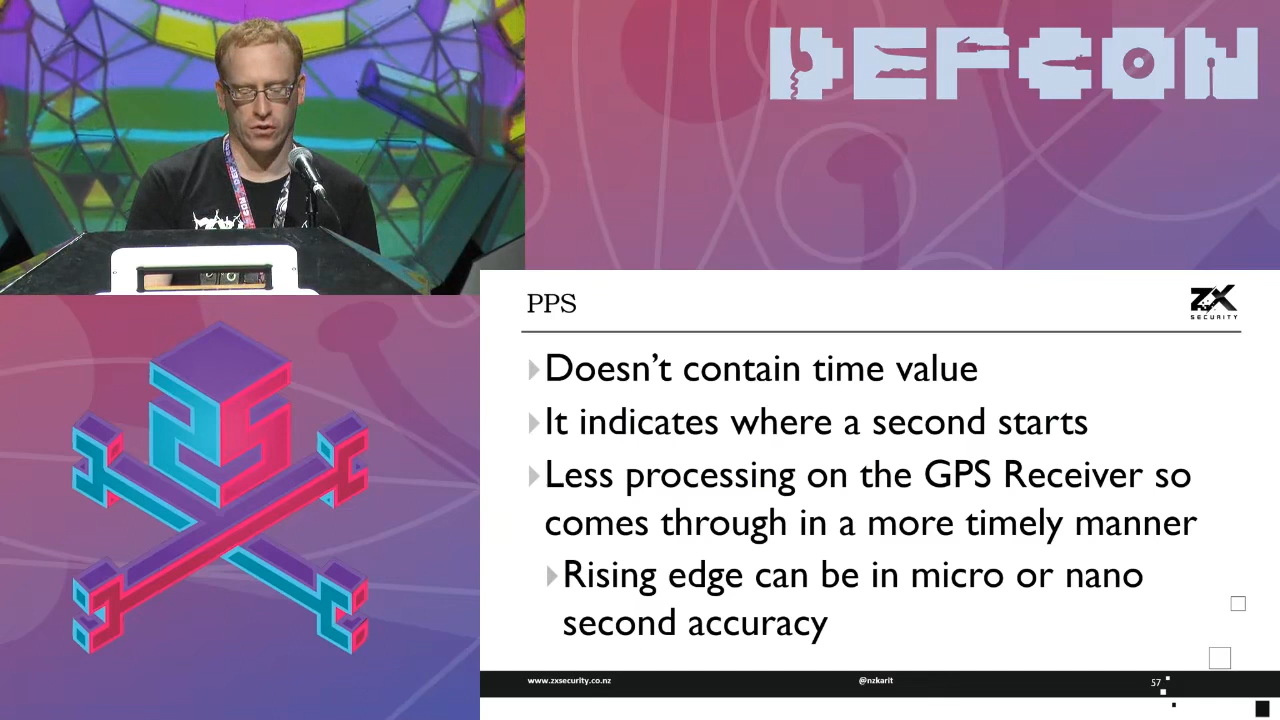 DEFCON
PPS
ZX
SECURITY
Doesn't contain time value
It indicates where a second starts
Less processing on the GPS Receiver so
comes through in a more timely manner
Rising edge can be in micro or nano
second accuracy
www.zxsecurity.co.nz
@nzkarit
57